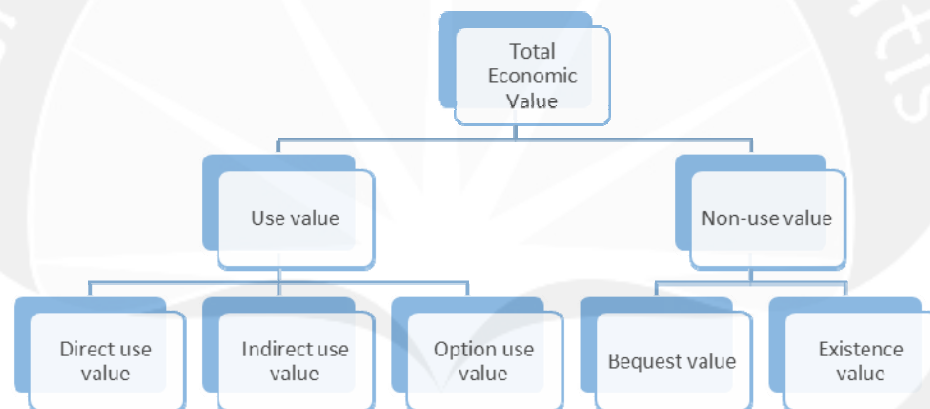 Total
Economic
Value
Use value
Non-use value
Direct use
value
Indirect use
value
Option use
value
Bequest value
Existence
value